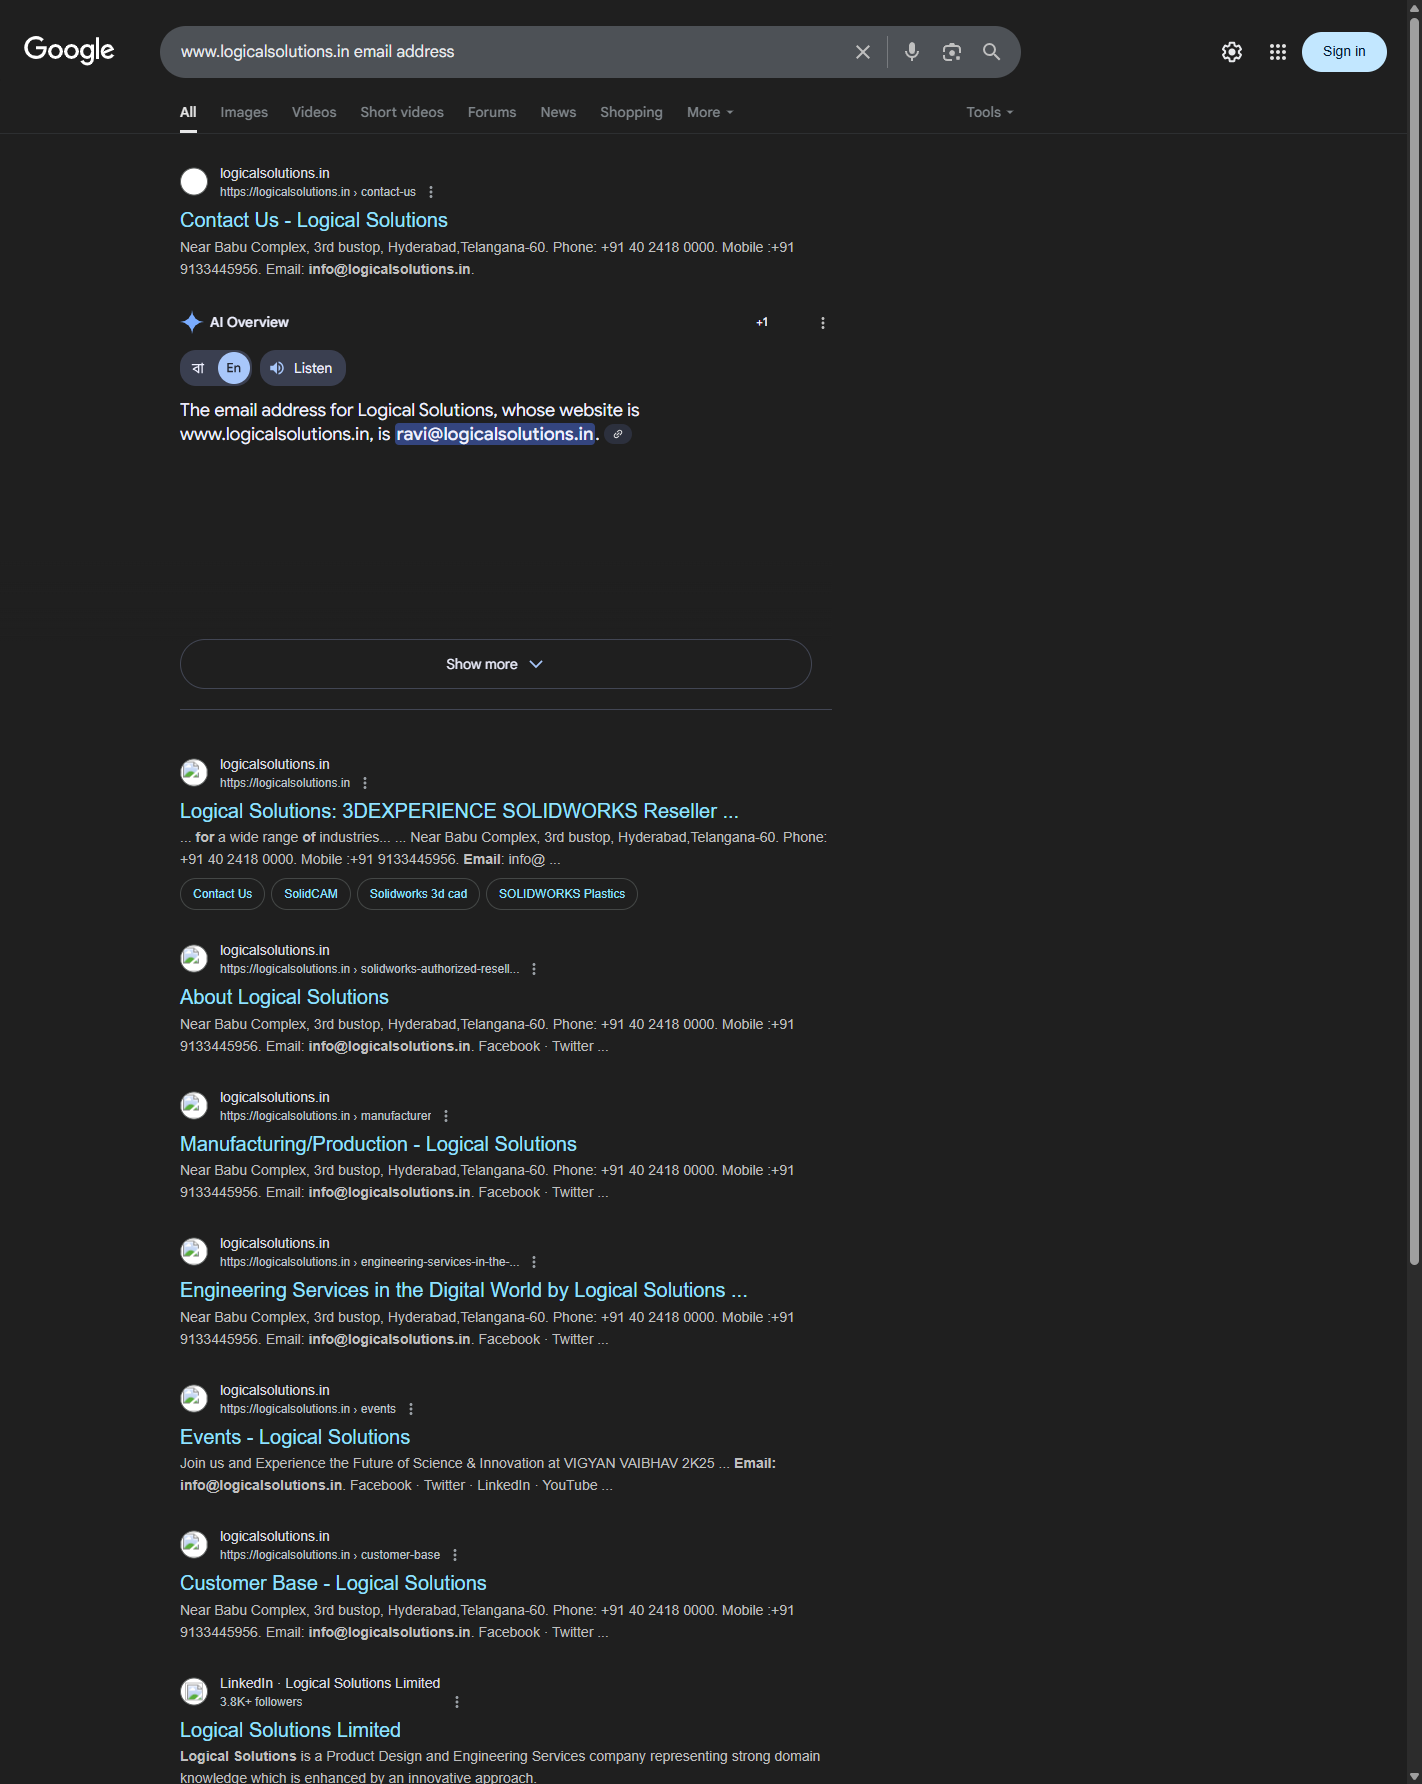 Google
www.logicalsolutions.in email address
Sign in
All Images Videos Short videos Forums News Shopping More Tools
logicalsolutions.in
https://logicalsolutions.in › contact-us
Contact Us - Logical Solutions
Near Babu Complex, 3rd bustop, Hyderabad,Telangana-60. Phone: +91 40 2418 0000. Mobile :+91
9133445956. Email: info@logicalsolutions.in.
AI Overview
+1
বা En Listen
The email address for Logical Solutions, whose website is
www.logicalsolutions.in, is ravi@logicalsolutions.in.
Show more
logicalsolutions.in
https://logicalsolutions.in
Logical Solutions: 3DEXPERIENCE SOLIDWORKS Reseller ...
... for a wide range of industries... ... Near Babu Complex, 3rd bustop, Hyderabad,Telangana-60. Phone:
+91 40 2418 0000. Mobile :+91 9133445956. Email: info@ ...
Contact Us SolidCAM Solidworks 3d cad SOLIDWORKS Plastics
logicalsolutions.in
https://logicalsolutions.in › solidworks-authorized-resell...
About Logical Solutions
Near Babu Complex, 3rd bustop, Hyderabad,Telangana-60. Phone: +91 40 2418 0000. Mobile :+91
9133445956. Email: info@logicalsolutions.in. Facebook · Twitter ...
logicalsolutions.in
https://logicalsolutions.in › manufacturer
Manufacturing/Production - Logical Solutions
Near Babu Complex, 3rd bustop, Hyderabad,Telangana-60. Phone: +91 40 2418 0000. Mobile :+91
9133445956. Email: info@logicalsolutions.in. Facebook · Twitter ...
logicalsolutions.in
https://logicalsolutions.in › engineering-services-in-the-...
Engineering Services in the Digital World by Logical Solutions ...
Near Babu Complex, 3rd bustop, Hyderabad,Telangana-60. Phone: +91 40 2418 0000. Mobile :+91
9133445956. Email: info@logicalsolutions.in. Facebook · Twitter ...
logicalsolutions.in
https://logicalsolutions.in › events
Events - Logical Solutions
Join us and Experience the Future of Science & Innovation at VIGYAN VAIBHAV 2K25 ... Email:
info@logicalsolutions.in. Facebook · Twitter · LinkedIn · YouTube ...
logicalsolutions.in
https://logicalsolutions.in › customer-base
Customer Base - Logical Solutions
Near Babu Complex, 3rd bustop, Hyderabad,Telangana-60. Phone: +91 40 2418 0000. Mobile :+91
9133445956. Email: info@logicalsolutions.in. Facebook · Twitter ...
LinkedIn · Logical Solutions Limited
3.8K+ followers
Logical Solutions Limited
Logical Solutions is a Product Design and Engineering Services company representing strong domain
knowledge which is enhanced by an innovative approach.